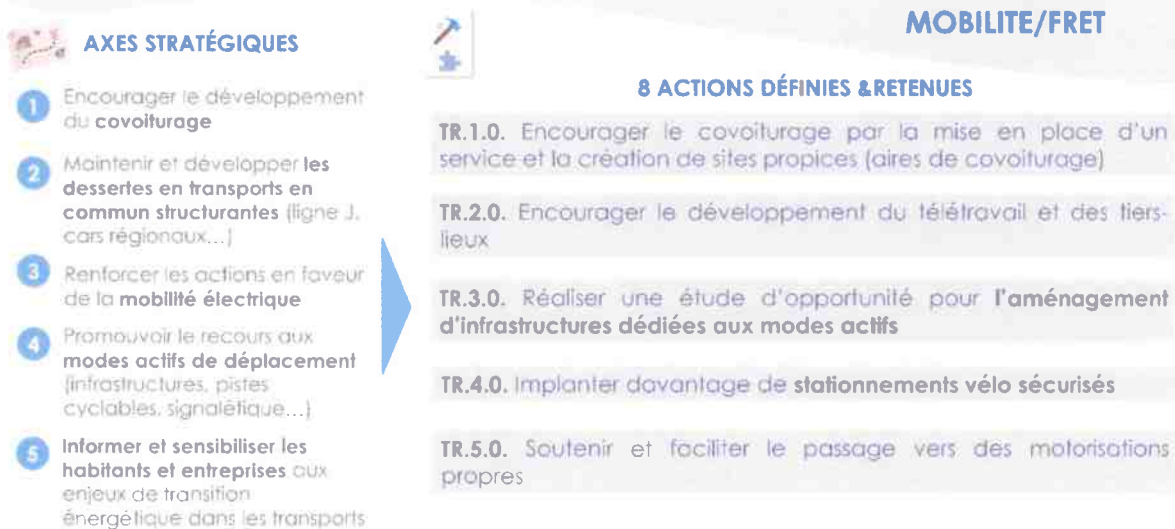 MOBILITE/FRET
AXES STRATÉGIQUES
1
Encourager le développement
du covoiturage
2
Maintenir et développer les
dessertes en transports en
commun structurantes (ligne J,
cars régionaux...)
3
Renforcer les actions en faveur
de la mobilité électrique
4
Promouvoir le recours aux
modes actifs de déplacement
(infrastructures, pistes
cyclables, signalétique...)
5
Informer et sensibiliser les
habitants et entreprises aux
enjeux de transition
énergétique dans les transports
8 ACTIONS DÉFINIES &RETENUES
TR.1.0. Encourager le covoiturage par la mise en place d'un
service et la création de sites propices (aires de covoiturage)
TR.2.0. Encourager le développement du télétravail et des tiers-
lieux
TR.3.0. Réaliser une étude d'opportunité pour l'aménagement
d'infrastructures dédiées aux modes actifs
TR.4.0. Implanter davantage de stationnements vélo sécurisés
TR.5.0. Soutenir et faciliter le passage vers des motorisations
propres